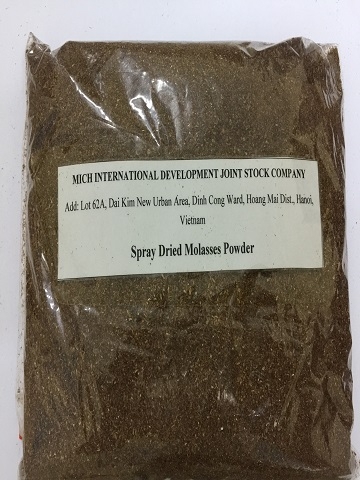 MICH INTERNATIONAL DEVELOPMENT JOINT STOCK COMPANY
Add: Lot 62A, Dai Kim New Urban Area, Dinh Cong Ward, Hoang Mai Dist., Hanoi,
Vietnam
Spray Dried Molasses Powder